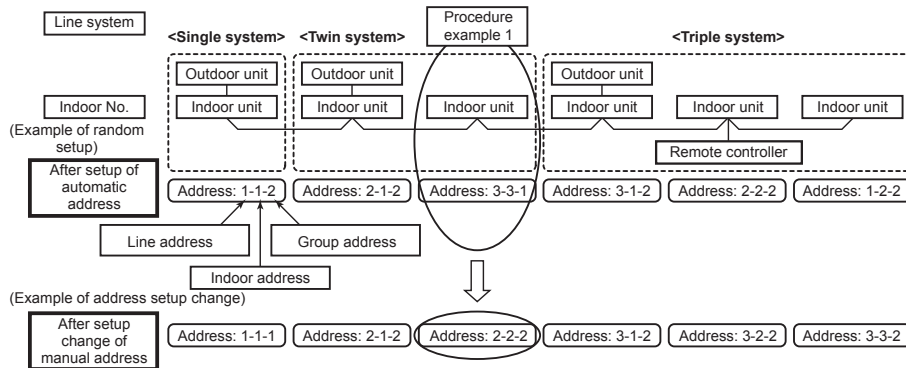 Line system
<Single system>
<Twin system>
Procedure
example 1
<Triple system>
Outdoor unit
Outdoor unit
Outdoor unit
Indoor No.
Indoor unit
Indoor unit
Indoor unit
Indoor unit
Indoor unit
Indoor unit
(Example of random
setup)
Remote controller
After setup of
automatic
address
Address: 1-1-2
Address: 2-1-2
Address: 3-3-1
Address: 3-1-2
Address: 2-2-2
Address: 1-2-2
Line address
Group address
Indoor address
(Example of address setup change)
After setup
change of
manual address
Address: 1-1-1
Address: 2-1-2
Address: 2-2-2
Address: 3-1-2
Address: 3-2-2
Address: 3-3-2